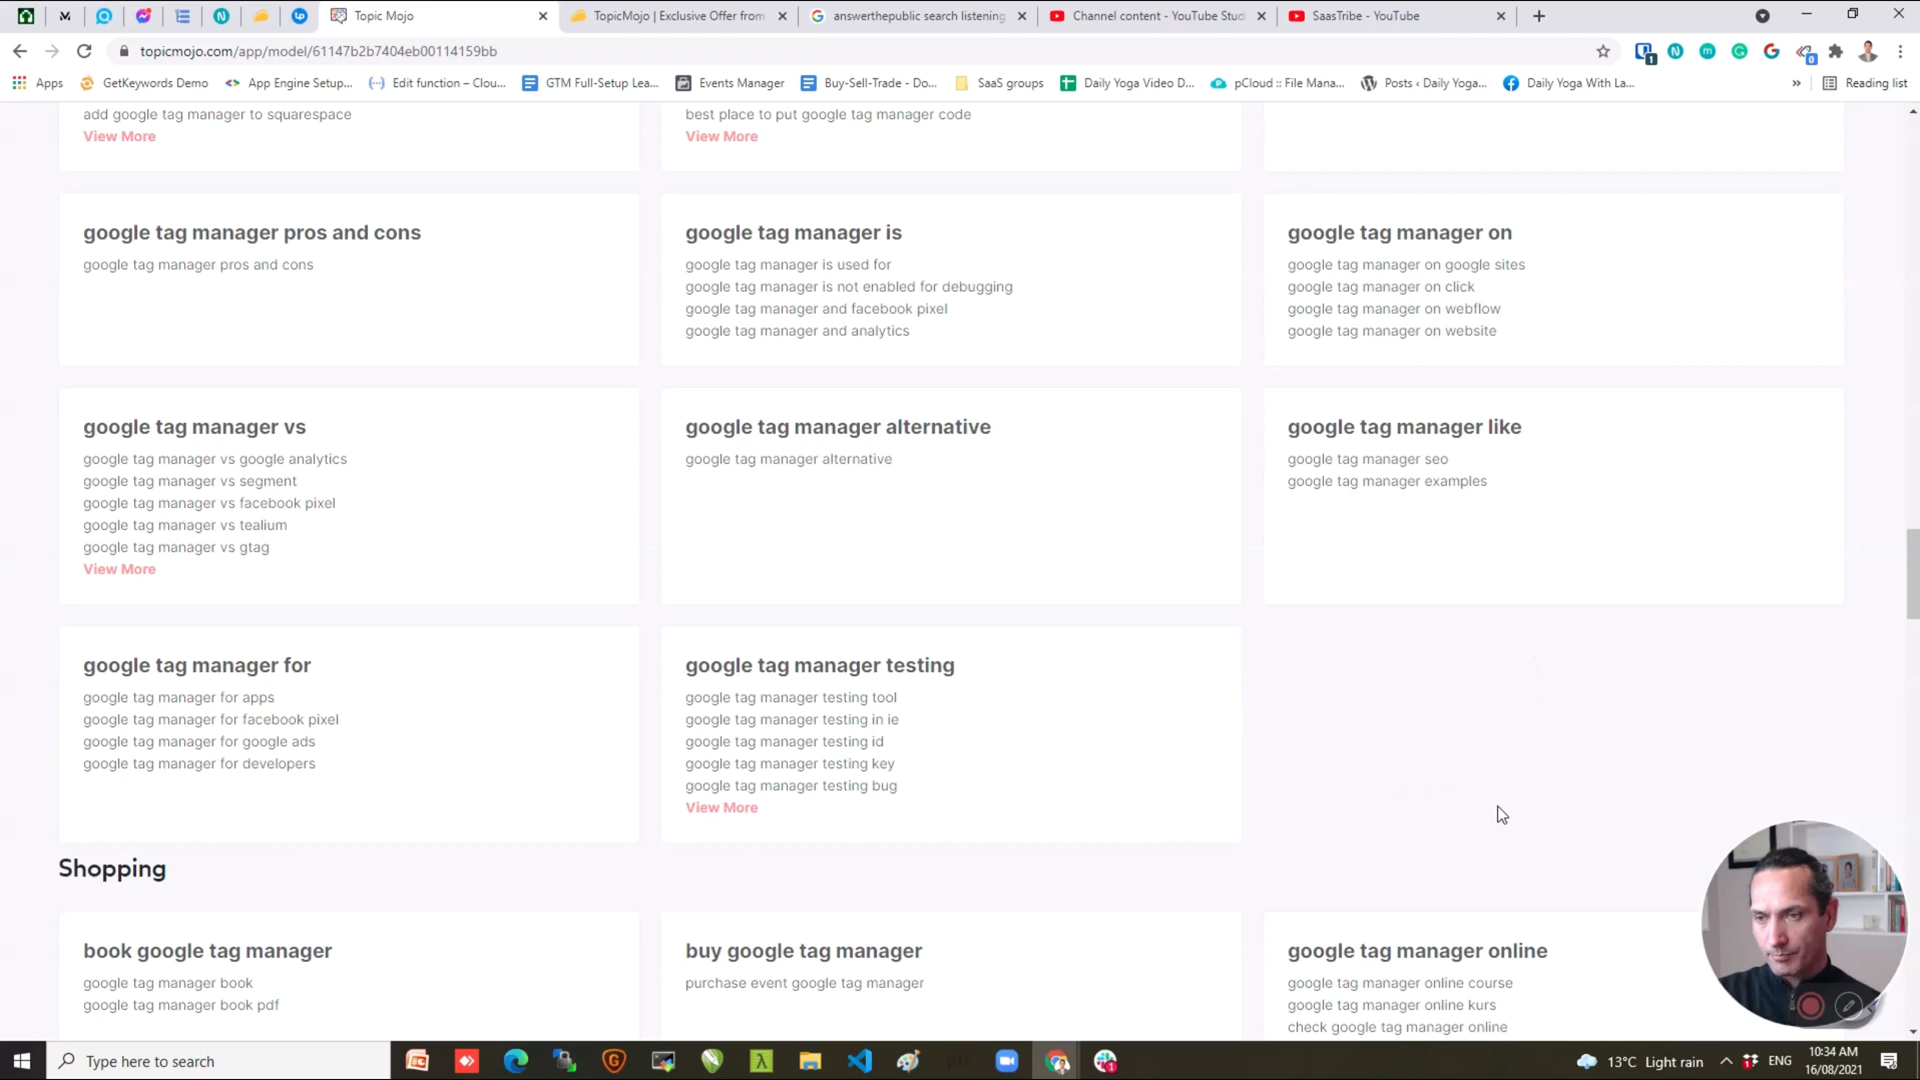 Topic Mojo
TopicMojo | Exclusive Offer from
answerthepublic search listening
Channel content - YouTube Stud
SaasTribe - YouTube
topicmojo.com/app/model/61147b2b7404eb00114159bb
Apps
GetKeywords Demo
App Engine Setup...
Edit function – Clou...
GTM Full-Setup Lea...
Events Manager
Buy-Sell-Trade - Do...
SaaS groups
Daily Yoga Video D...
pCloud :: File Mana...
Posts ‹ Daily Yoga...
Daily Yoga With La...
»
Reading list
add google tag manager to squarespace
View More
best place to put google tag manager code
View More
google tag manager pros and cons
google tag manager pros and cons
google tag manager is
google tag manager is used for
google tag manager is not enabled for debugging
google tag manager and facebook pixel
google tag manager and analytics
google tag manager on
google tag manager on google sites
google tag manager on click
google tag manager on webflow
google tag manager on website
google tag manager vs
google tag manager vs google analytics
google tag manager vs segment
google tag manager vs facebook pixel
google tag manager vs tealium
google tag manager vs gtag
View More
google tag manager alternative
google tag manager alternative
google tag manager like
google tag manager seo
google tag manager examples
google tag manager for
google tag manager for apps
google tag manager for facebook pixel
google tag manager for google ads
google tag manager for developers
google tag manager testing
google tag manager testing tool
google tag manager testing in ie
google tag manager testing id
google tag manager testing key
google tag manager testing bug
View More
Shopping
book google tag manager
google tag manager book
google tag manager book pdf
buy google tag manager
purchase event google tag manager
google tag manager online
google tag manager online course
google tag manager online kurs
check google tag manager online
Type here to search
13°C Light rain
ENG
10:34 AM
16/08/2021